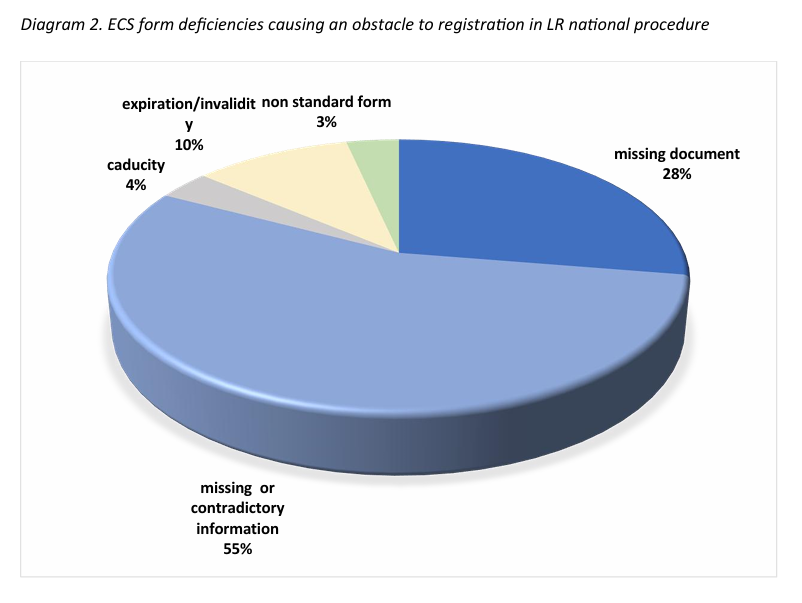 Diagram 2. ECS form deficiencies causing an obstacle to registration in LR national procedure
expiration/invalidit
y
10%
non standard form
3%
missing document
28%
caducity
4%
missing or
contradictory
information
55%